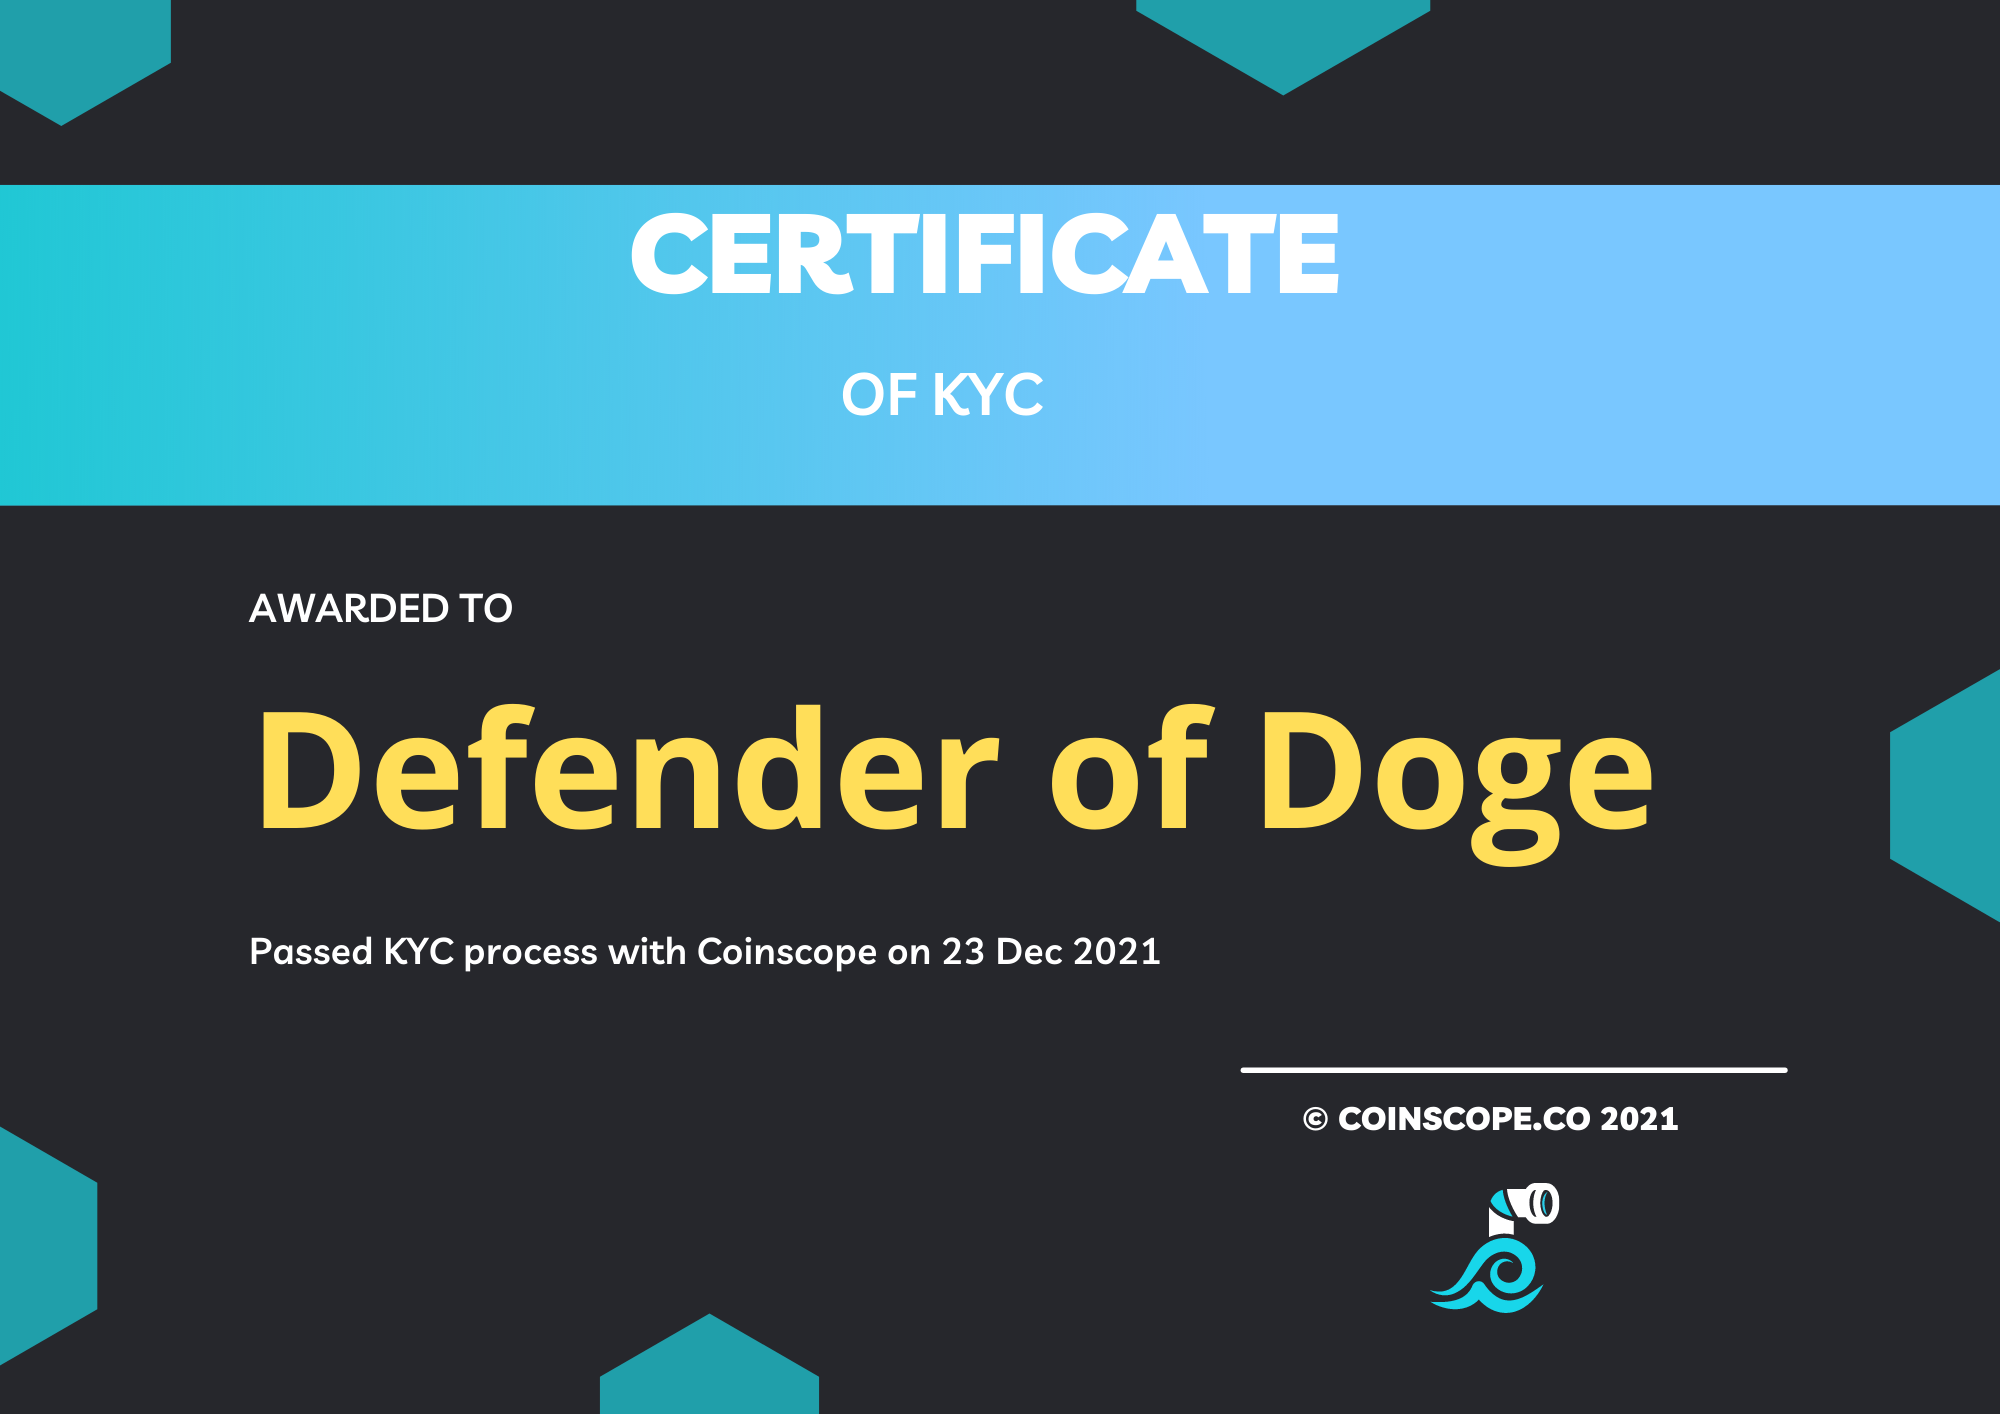 CERTIFICATE
OF KYC
AWARDED TO
Defender of Doge
Passed KYC process with Coinscope on 23 Dec 2021
© COINSCOPE.CO 2021